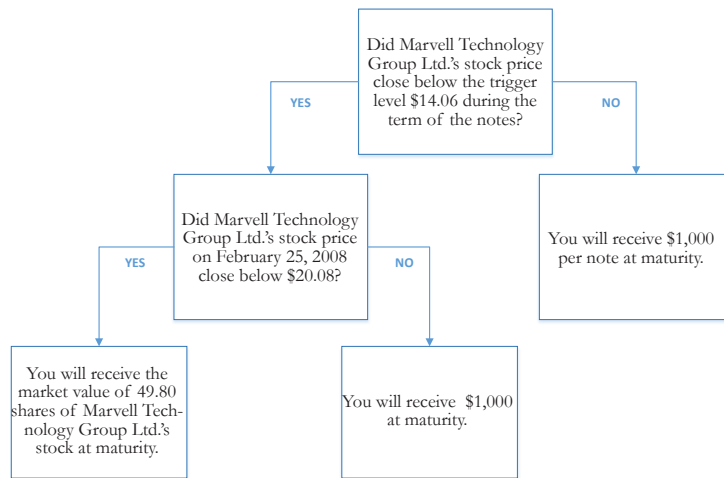 Did Marvell Technology
Group Ltd.'s stock price
close below the trigger
level $14.06 during the
term of the notes?
YES
NO
Did Marvell Technology
Group Ltd.'s stock price
on February 25, 2008
close below $20.08?
You will receive $1,000
per note at maturity.
YES
NO
You will receive the
market value of 49.80
shares of Marvell Tech-
nology Group Ltd.'s
stock at maturity.
You will receive $1,000
at maturity.